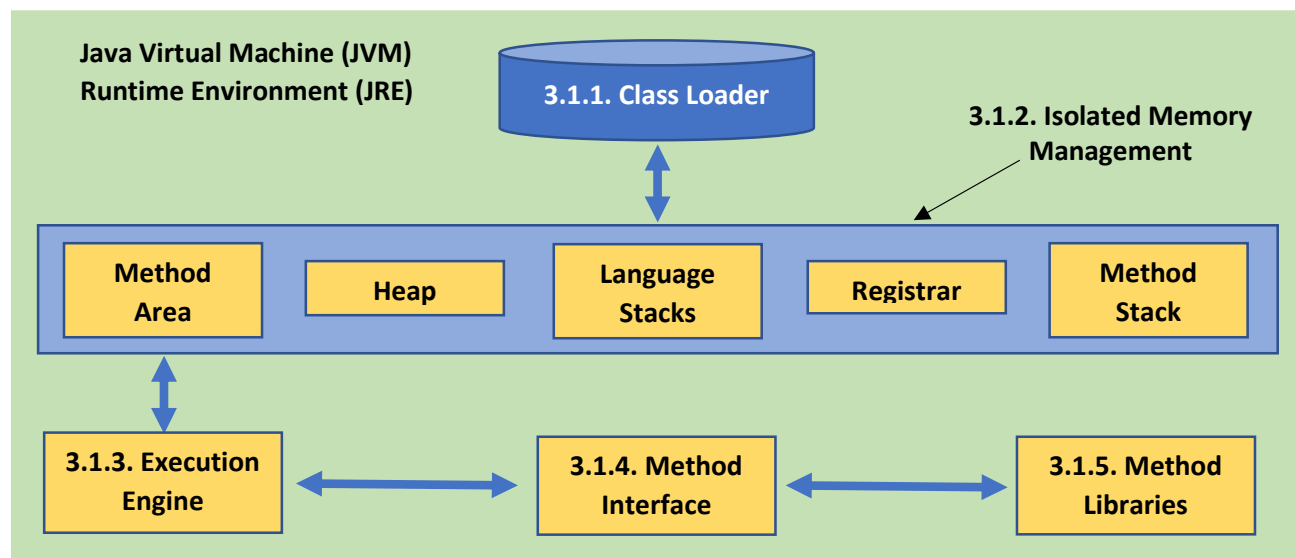 Java Virtual Machine (JVM)
Runtime Environment (JRE)
3.1.1. Class Loader
3.1.2. Isolated Memory
Management
Method
Area
Heap
Language
Stacks
Registrar
Method
Stack
3.1.3. Execution
Engine
3.1.4. Method
Interface
3.1.5. Method
Libraries